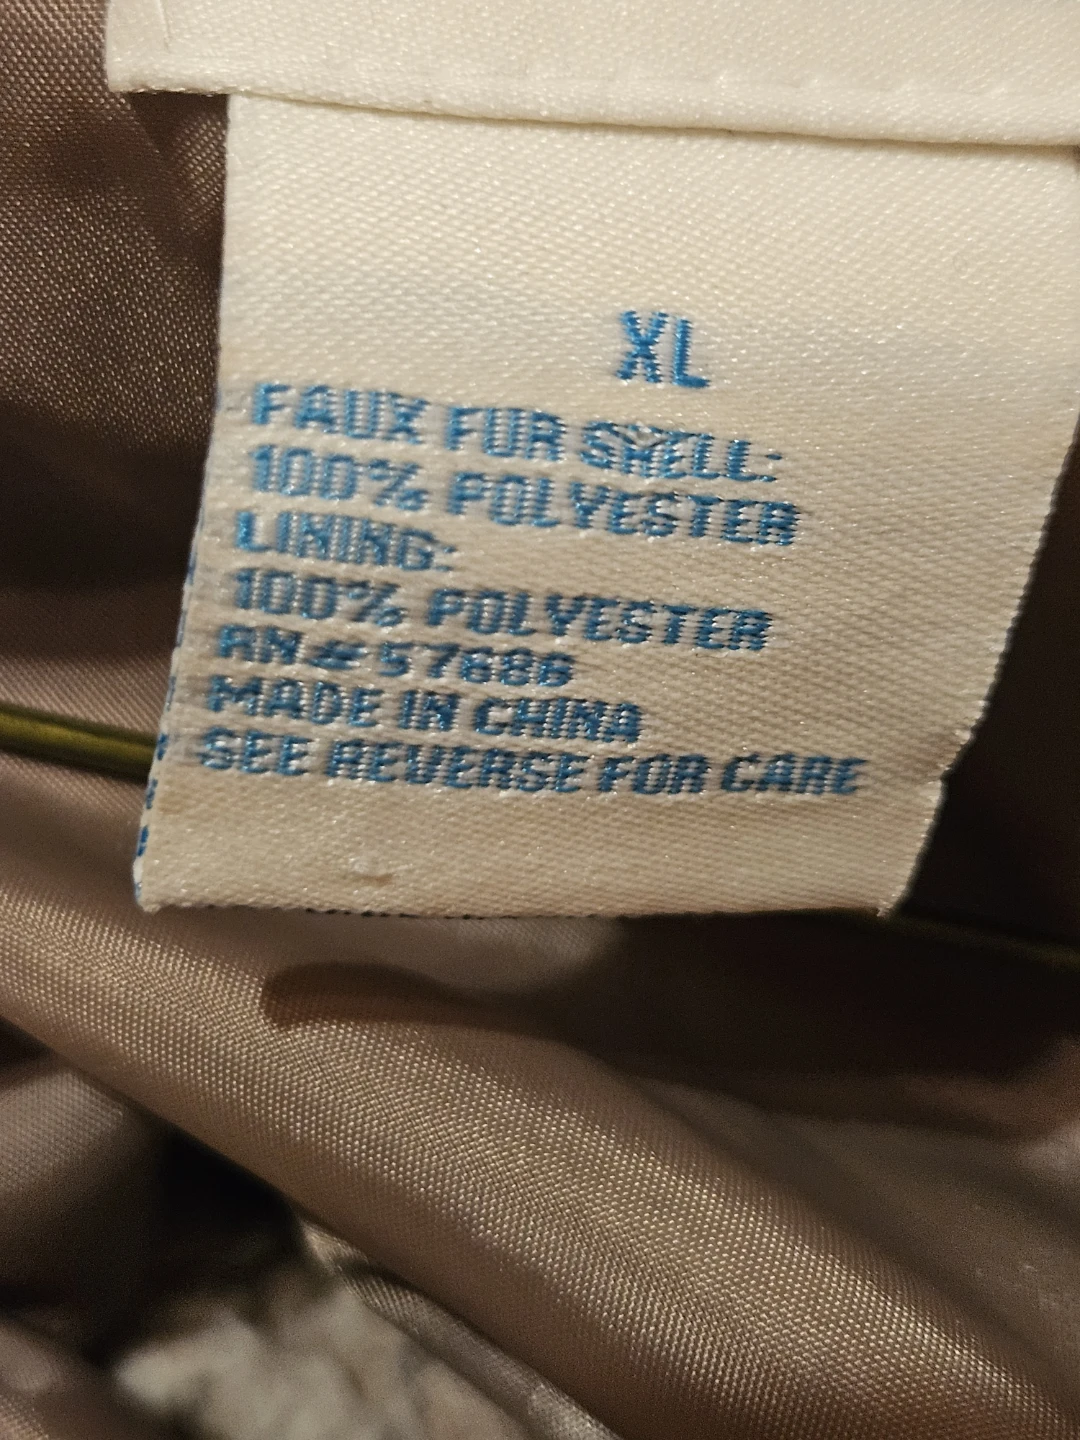 XL
FAUX FUR SHELL:
100% POLYESTER
LINING:
100% POLYESTER
RN# 57686
MADE IN CHINA
SEE REVERSE FOR CARE